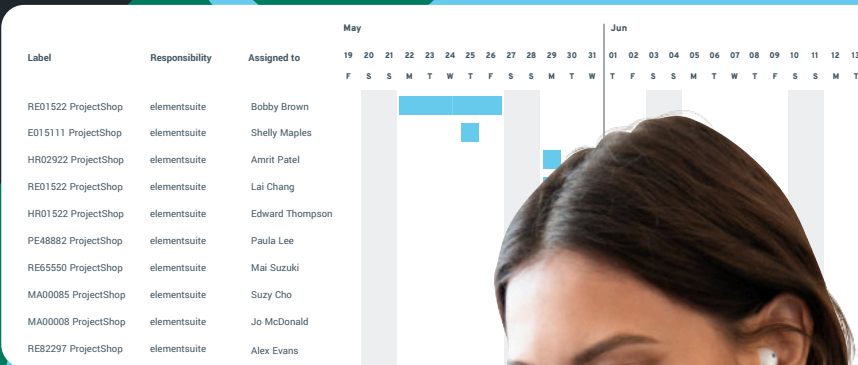 May Jun
Label Responsibility Assigned to 19 20 21 22 23 24 25 26 27 28 29 30 31 01 02 03 04 05 06 07 08 09 10 11 12 13
F S S M T W T F S S M T W T F S S M T W T F S S M T
RE01522 ProjectShop elementsuite Bobby Brown
E015111 ProjectShop elementsuite Shelly Maples
HR02922 ProjectShop elementsuite Amrit Patel
RE01522 ProjectShop elementsuite Lai Chang
HR01522 ProjectShop elementsuite Edward Thompson
PE48882 ProjectShop elementsuite Paula Lee
RE65550 ProjectShop elementsuite Mai Suzuki
MA00085 ProjectShop elementsuite Suzy Cho
MA00008 ProjectShop elementsuite Jo McDonald
RE82297 ProjectShop elementsuite Alex Evans